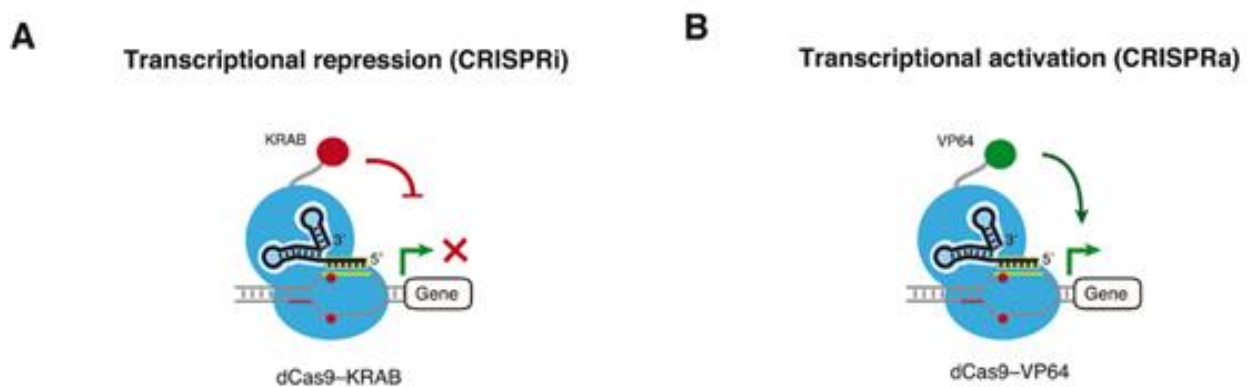 A
Transcriptional repression (CRISPRi)
KRAB
3'
5'
Gene
dCas9–KRAB
B
Transcriptional activation (CRISPRa)
VP64
3'
5'
Gene
dCas9–VP64